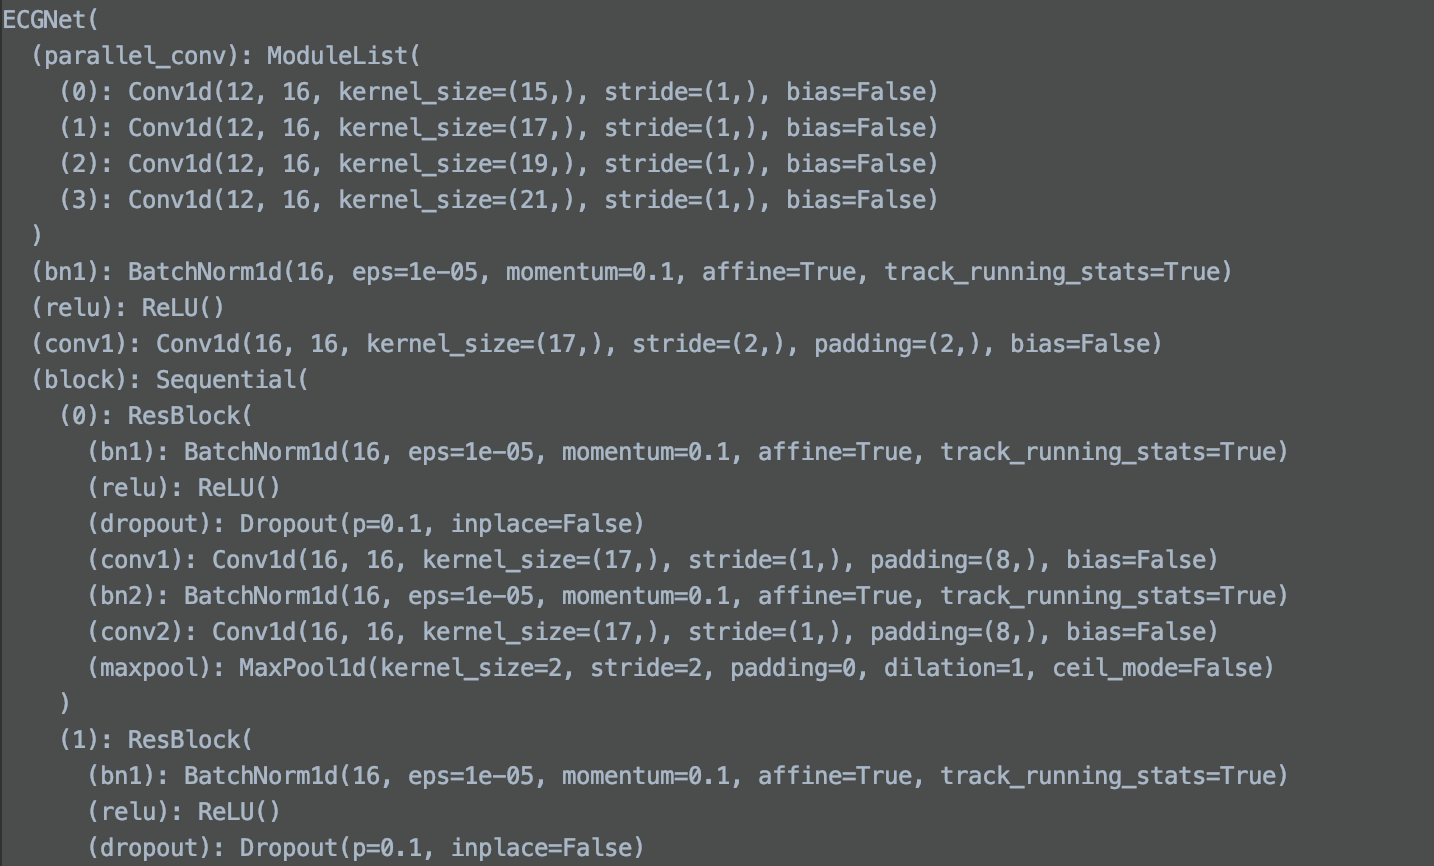 ECGNet(
(parallel_conv): ModuleList(
(0): Conv1d(12, 16, kernel_size=(15,), stride=(1,), bias=False)
(1): Conv1d(12, 16, kernel_size=(17,), stride=(1,), bias=False)
(2): Conv1d(12, 16, kernel_size=(19,), stride=(1,), bias=False)
(3): Conv1d(12, 16, kernel_size=(21,), stride=(1,), bias=False)
)
(bn1): BatchNorm1d(16, eps=1e-05, momentum=0.1, affine=True, track_running_stats=True)
(relu): ReLU()
(conv1): Conv1d(16, 16, kernel_size=(17,), stride=(2,), padding=(2,), bias=False)
(block): Sequential(
(0): ResBlock(
(bn1): BatchNorm1d(16, eps=1e-05, momentum=0.1, affine=True, track_running_stats=True)
(relu): ReLU()
(dropout): Dropout(p=0.1, inplace=False)
(conv1): Conv1d(16, 16, kernel_size=(17,), stride=(1,), padding=(8,), bias=False)
(bn2): BatchNorm1d(16, eps=1e-05, momentum=0.1, affine=True, track_running_stats=True)
(conv2): Conv1d(16, 16, kernel_size=(17,), stride=(1,), padding=(8,), bias=False)
(maxpool): MaxPool1d(kernel_size=2, stride=2, padding=0, dilation=1, ceil_mode=False)
)
(1): ResBlock(
(bn1): BatchNorm1d(16, eps=1e-05, momentum=0.1, affine=True, track_running_stats=True)
(relu): ReLU()
(dropout): Dropout(p=0.1, inplace=False)